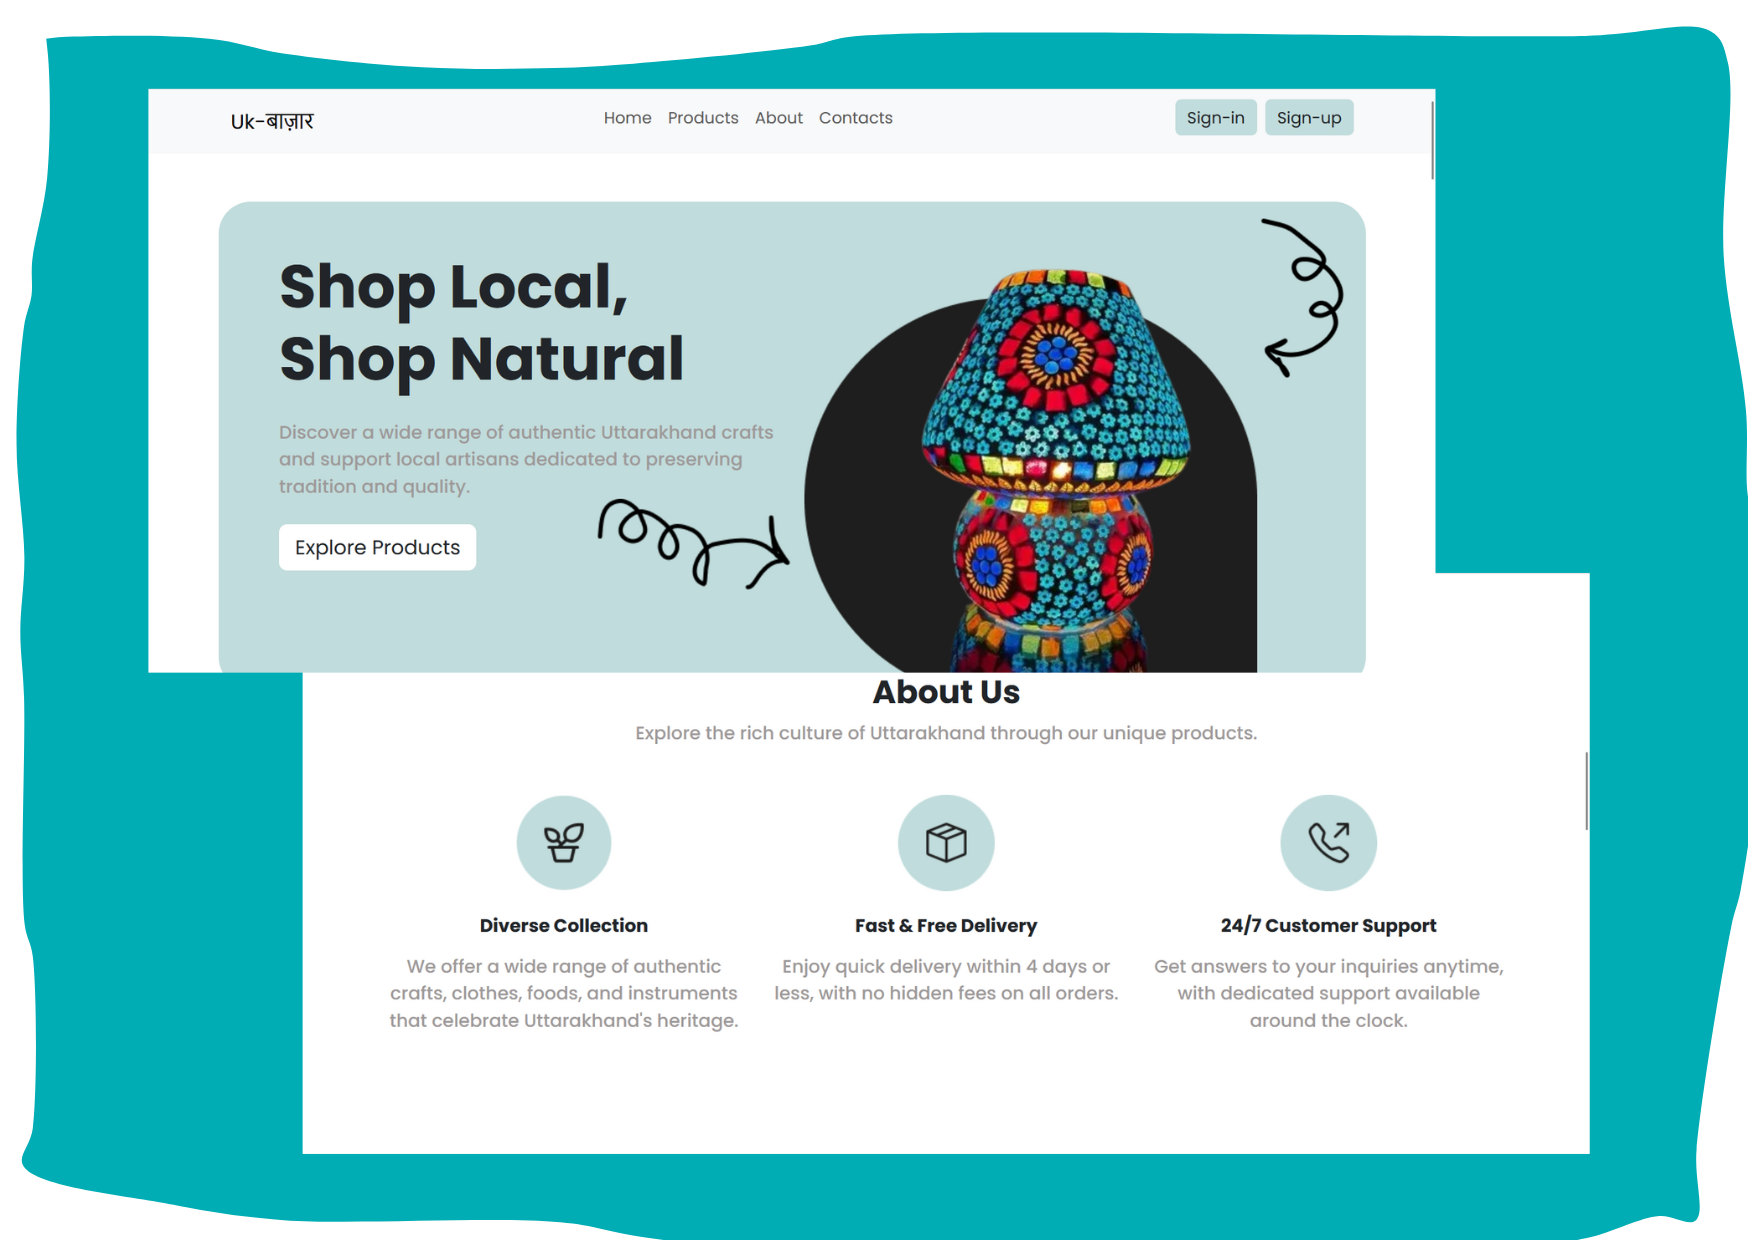 Uk-बाज़ार
Home Products About Contacts
Sign-in Sign-up
Shop Local,
Shop Natural
Discover a wide range of authentic Uttarakhand crafts
and support local artisans dedicated to preserving
tradition and quality.
Explore Products
About Us
Explore the rich culture of Uttarakhand through our unique products.
Diverse Collection
We offer a wide range of authentic
crafts, clothes, foods, and instruments
that celebrate Uttarakhand's heritage.
Fast & Free Delivery
Enjoy quick delivery within 4 days or
less, with no hidden fees on all orders.
24/7 Customer Support
Get answers to your inquiries anytime,
with dedicated support available
around the clock.